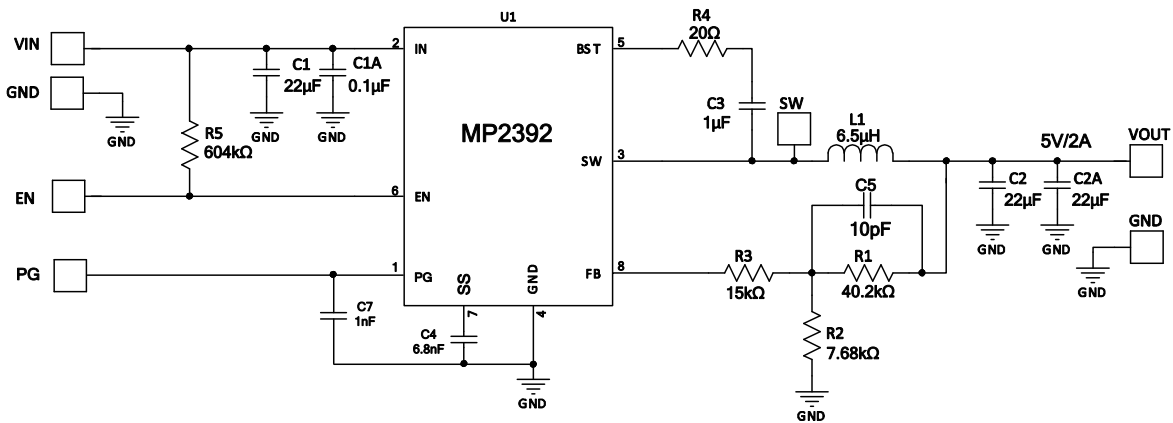 U1
VIN
2
IN
BST
5
R4
20Ω
GND
GND
C1
22µF
GND
C1A
0.1µF
GND
C3
1µF
SW
R5
604kΩ
MP2392
SW
3
L1
6.5µH
5V/2A
VOUT
EN
6
EN
C5
10pF
C2
22µF
GND
C2A
22µF
GND
GND
GND
PG
1
PG
SS
GND
FB
8
R3
15kΩ
R1
40.2kΩ
C7
1nF
7
4
C4
6.8nF
R2
7.68kΩ
GND
GND